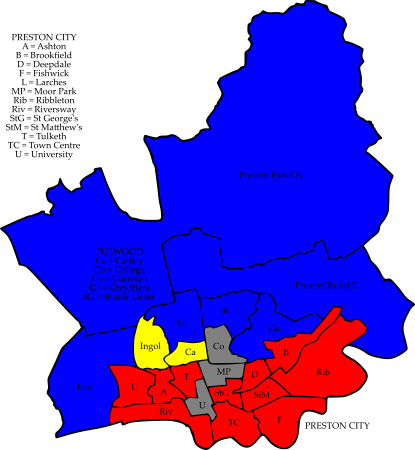 PRESTON CITY
A = Ashton
B = Brookfield
D = Deepdale
F = Fishwick
L = Larches
MP = Moor Park
Rib = Ribbleton
Riv = Riversway
StG = St George's
StM = St Matthew's
T = Tulketh
TC = Town Centre
U = University
Preston Rural N
FULWOOD
Ca = Cadley
Co = College
Ga = Garrison
Gr = Greyfriars
SG = Sharoe Green
Preston Rural E
Gr
Ga
Ingol
Ca
Co
B
Lea
L
A
T
MP
D
Rib
StG
StM
U
Riv
TC
F
PRESTON CITY